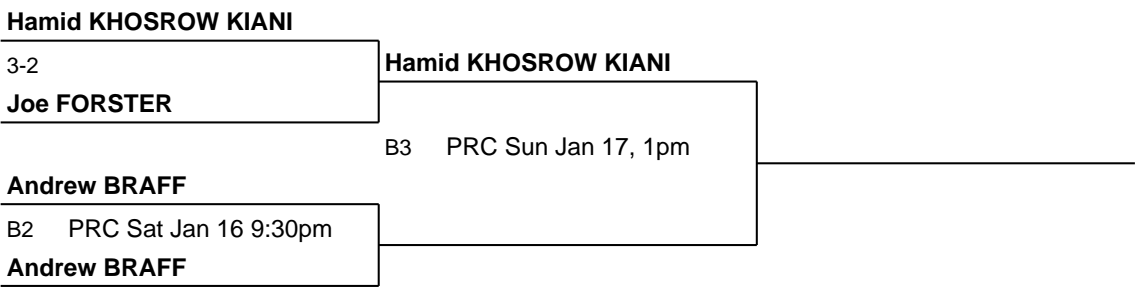 Hamid KHOSROW KIANI
3-2
Hamid KHOSROW KIANI
Joe FORSTER
B3 PRC Sun Jan 17, 1pm
Andrew BRAFF
B2 PRC Sat Jan 16 9:30pm
Andrew BRAFF